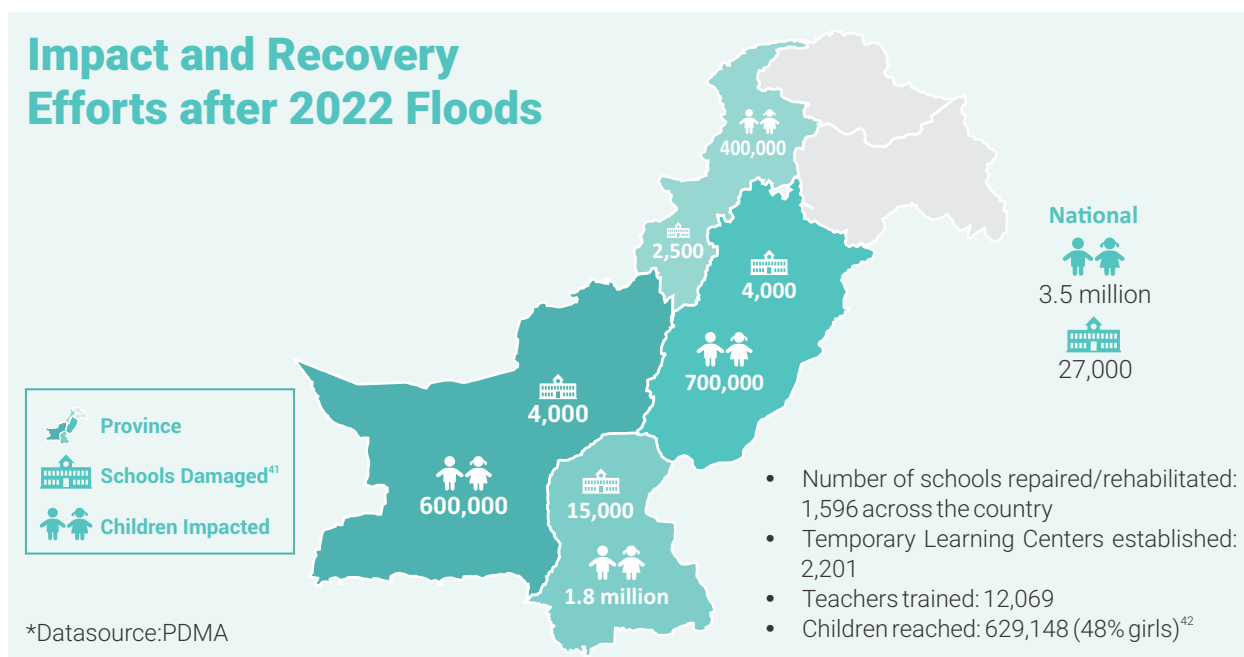 Impact and Recovery
Efforts after 2022 Floods
400,000
2,500
4,000
700,000
4,000
600,000
15,000
1.8 million
National
3.5 million
27,000
Province
Schools Damaged41
Children Impacted
*Datasource:PDMA
• Number of schools repaired/rehabilitated:
1,596 across the country
• Temporary Learning Centers established:
2,201
• Teachers trained: 12,069
• Children reached: 629,148 (48% girls)42